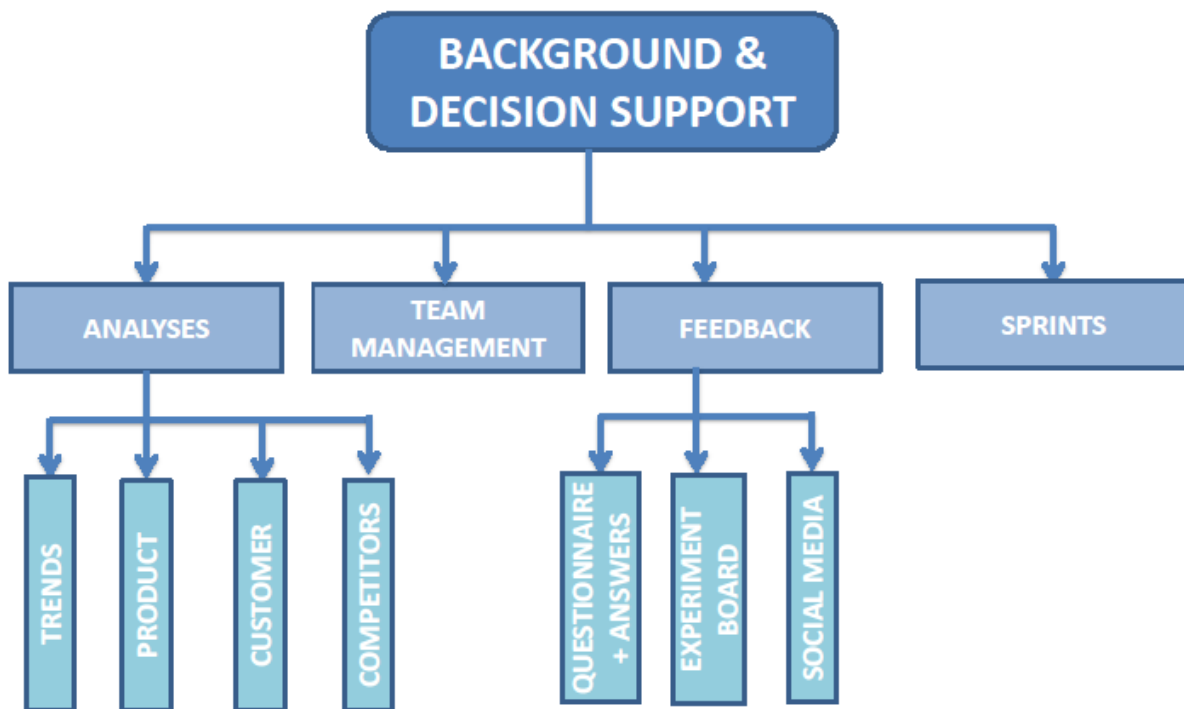 BACKGROUND &
DECISION SUPPORT
ANALYSES
TEAM
MANAGEMENT
FEEDBACK
SPRINTS
TRENDS
PRODUCT
CUSTOMER
COMPETITORS
QUESTIONNAIRE
+ ANSWERS
EXPERIMENT
BOARD
SOCIAL MEDIA